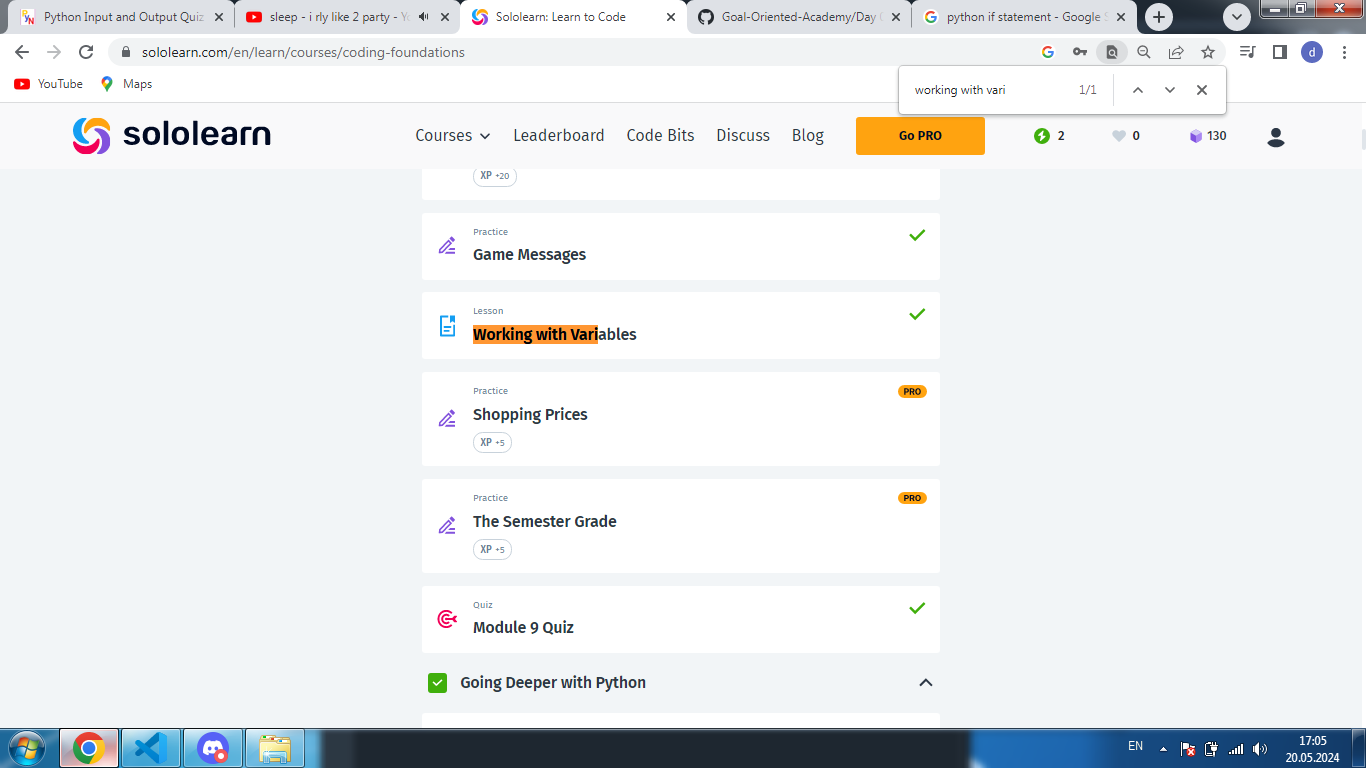 Python Input and Output Quiz
sleep - i rly like 2 party - Yo
Sololearn: Learn to Code
Goal-Oriented-Academy/Day
python if statement - Google S
sololearn.com/en/learn/courses/coding-foundations
d
YouTube
Maps
working with vari
1/1
sololearn
Courses
Leaderboard
Code Bits
Discuss
Blog
Go PRO
2
0
130
XP +20
Practice
Game Messages
Lesson
Working with Variables
Practice
PRO
Shopping Prices
XP +5
Practice
PRO
The Semester Grade
XP +5
Quiz
Module 9 Quiz
Going Deeper with Python
EN
17:05
20.05.2024